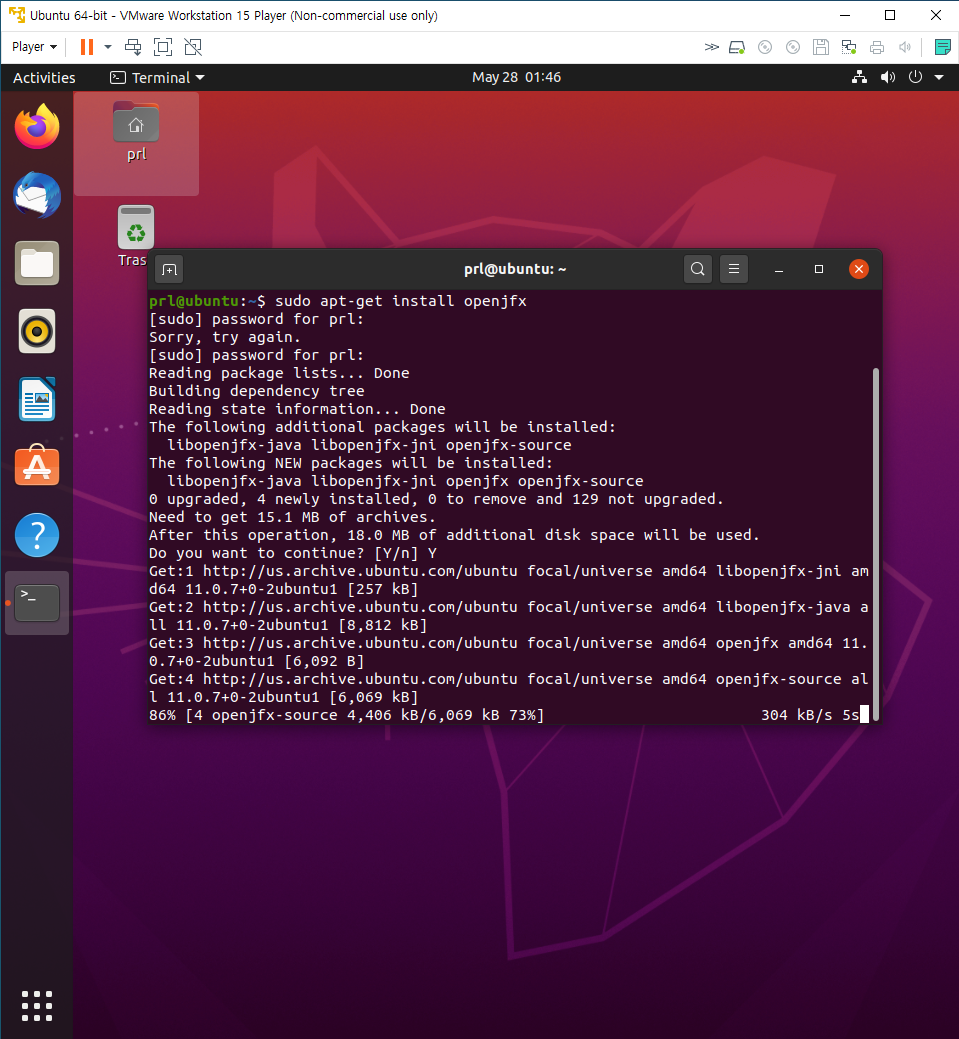 Ubuntu 64-bit - VMware Workstation 15 Player (Non-commercial use only)
Player
Activities
Terminal
May 28 01:46
prl
Tras
prl@ubuntu: ~
prl@ubuntu:~$ sudo apt-get install openjfx
[sudo] password for prl:
Sorry, try again.
[sudo] password for prl:
Reading package lists... Done
Building dependency tree
Reading state information... Done
The following additional packages will be installed:
libopenjfx-java libopenjfx-jni openjfx-source
The following NEW packages will be installed:
libopenjfx-java libopenjfx-jni openjfx openjfx-source
0 upgraded, 4 newly installed, 0 to remove and 129 not upgraded.
Need to get 15.1 MB of archives.
After this operation, 18.0 MB of additional disk space will be used.
Do you want to continue? [Y/n] Y
Get:1 http://us.archive.ubuntu.com/ubuntu focal/universe amd64 libopenjfx-jni am
d64 11.0.7+0-2ubuntu1 [257 kB]
Get:2 http://us.archive.ubuntu.com/ubuntu focal/universe amd64 libopenjfx-java a
ll 11.0.7+0-2ubuntu1 [8,812 kB]
Get:3 http://us.archive.ubuntu.com/ubuntu focal/universe amd64 openjfx amd64 11.
0.7+0-2ubuntu1 [6,092 B]
Get:4 http://us.archive.ubuntu.com/ubuntu focal/universe amd64 openjfx-source al
l 11.0.7+0-2ubuntu1 [6,069 kB]
86% [4 openjfx-source 4,406 kB/6,069 kB 73%] 304 kB/s 5s